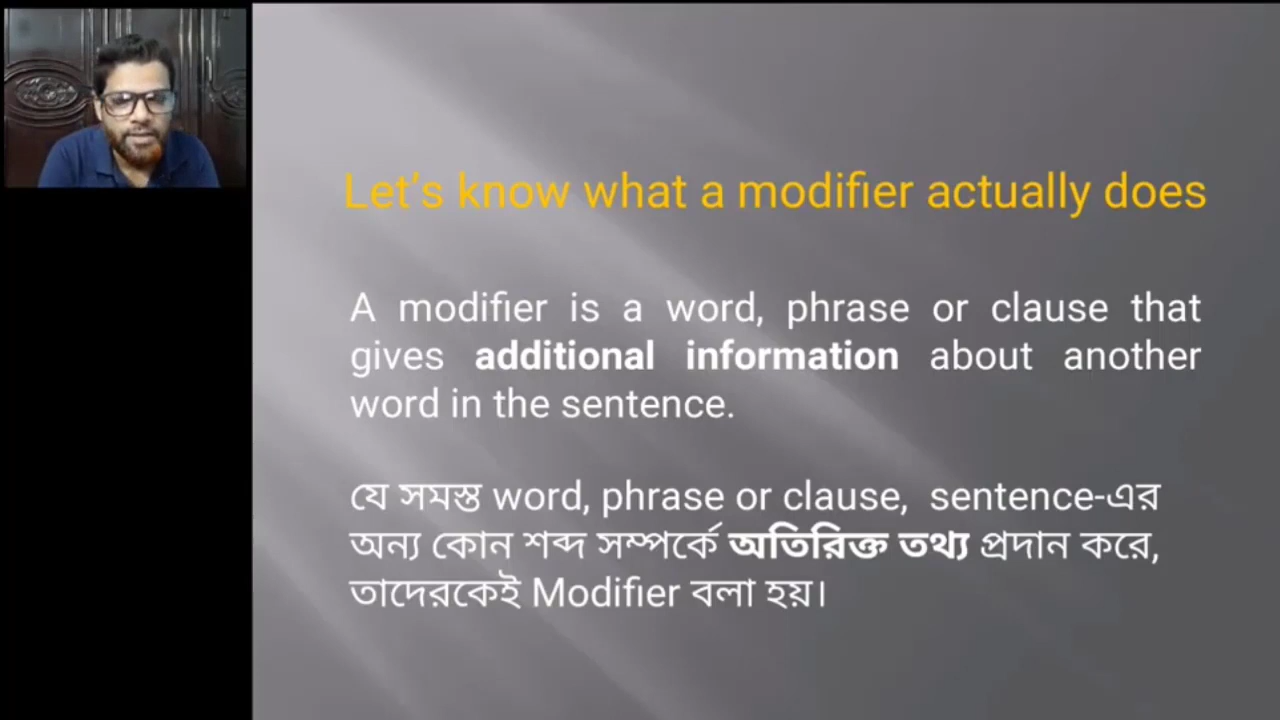 Let's know what a modifier actually does
A modifier is a word, phrase or clause that
gives additional information about another
word in the sentence.
যে সমস্ত word, phrase or clause, sentence-এর
অন্য কোন শব্দ সম্পর্কে অতিরিক্ত তথ্য প্রদান করে,
তাদেরকেই Modifier বলা হয়।